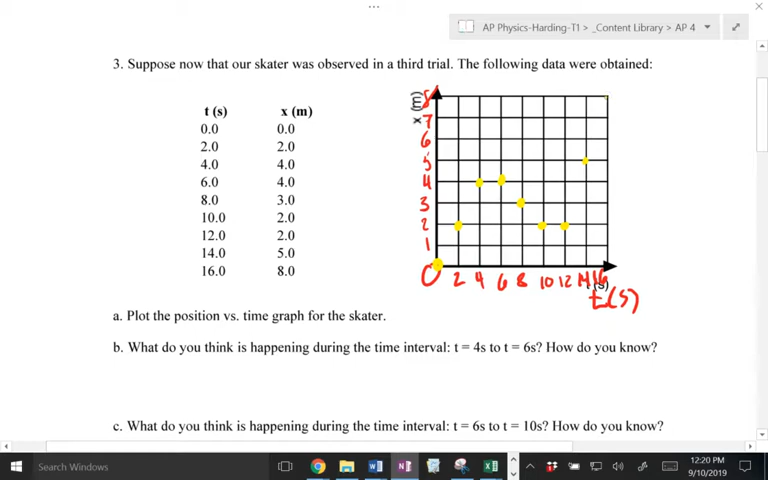 AP Physics-Harding-T1 > _Content Library > AP 4
3. Suppose now that our skater was observed in a third trial. The following data were obtained:
t (s) x (m)
0.0 0.0
2.0 2.0
4.0 4.0
6.0 4.0
8.0 3.0
10.0 2.0
12.0 2.0
14.0 5.0
16.0 8.0
x (m)
8
7
6
5
4
3
2
1
0
2 4 6 8 10 12 14 16
t(s)
a. Plot the position vs. time graph for the skater.
b. What do you think is happening during the time interval: t = 4s to t = 6s? How do you know?
c. What do you think is happening during the time interval: t = 6s to t = 10s? How do you know?
Search Windows
12:20 PM
9/10/2019